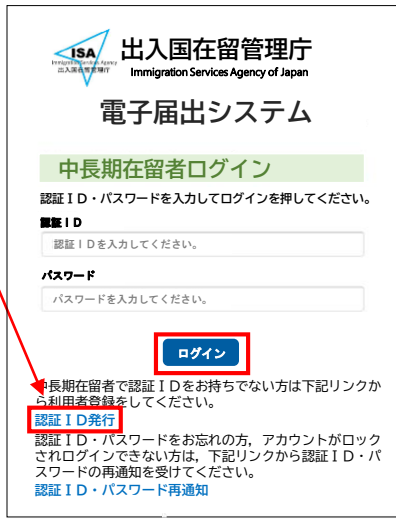 ISA
Immigration Services Agency
出入国在留管理庁
出入国在留管理庁
Immigration Services Agency of Japan
電子届出システム
中長期在留者ログイン
認証ＩＤ・パスワードを入力してログインを押してください。
認証ＩＤ
認証ＩＤを入力してください。
パスワード
パスワードを入力してください。
ログイン
中長期在留者で認証ＩＤをお持ちでない方は下記リンクか
ら利用者登録をしてください。
認証ＩＤ発行
認証ＩＤ・パスワードをお忘れの方，アカウントがロック
されログインできない方は，下記リンクから認証ＩＤ・パ
スワードの再通知を受けてください。
認証ＩＤ・パスワード再通知